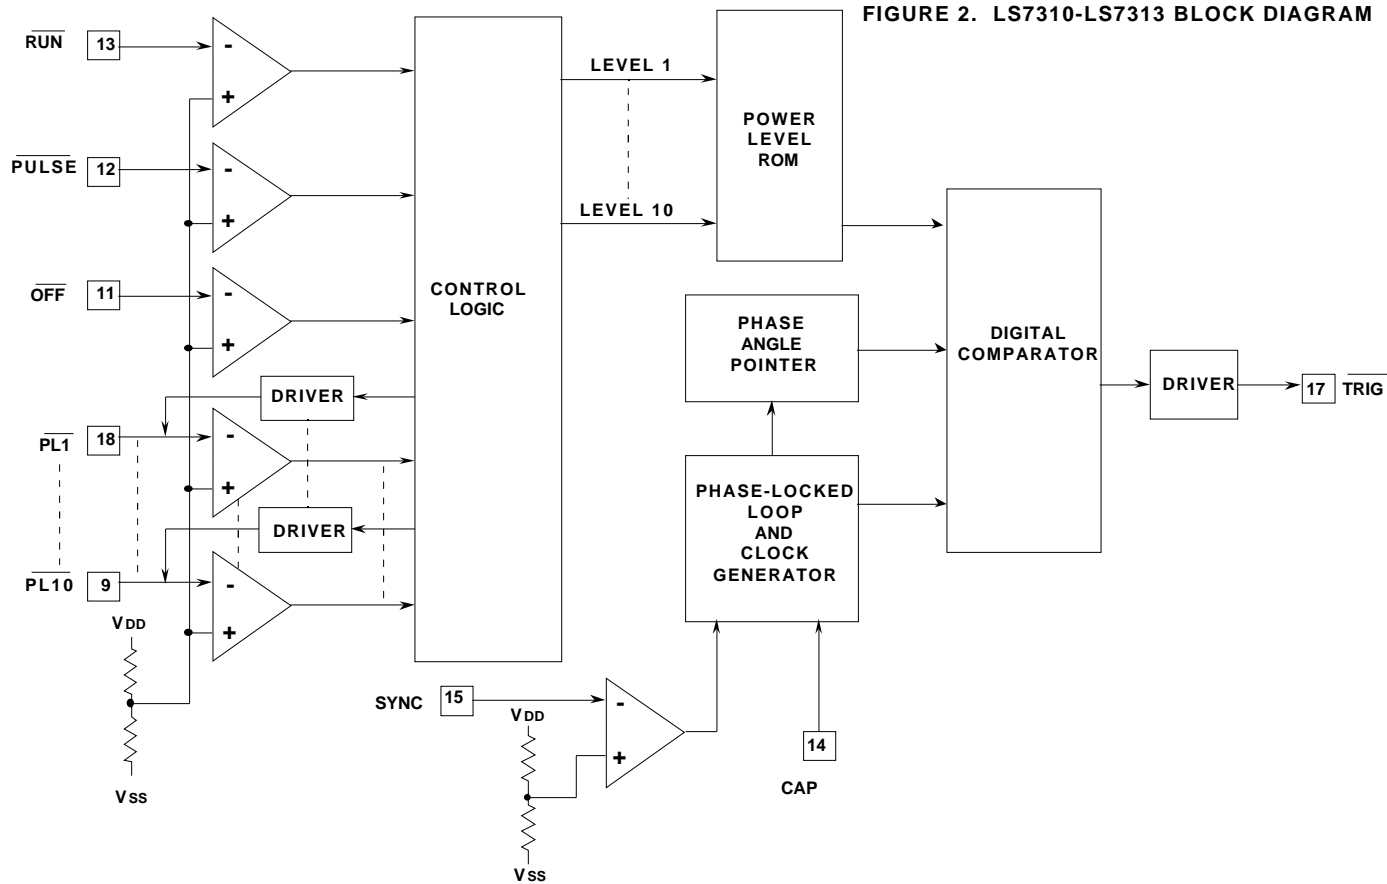 FIGURE 2. LS7310-LS7313 BLOCK DIAGRAM
RUN
13
-
+
PULSE
12
-
+
OFF
11
-
+
DRIVER
PL1
18
-
+
DRIVER
PL10
9
-
+
VDD
VSS
CONTROL
LOGIC
LEVEL 1
LEVEL 10
POWER
LEVEL
ROM
PHASE
ANGLE
POINTER
PHASE-LOCKED
LOOP
AND
CLOCK
GENERATOR
DIGITAL
COMPARATOR
DRIVER
17
TRIG
SYNC
15
-
+
VDD
VSS
14
CAP